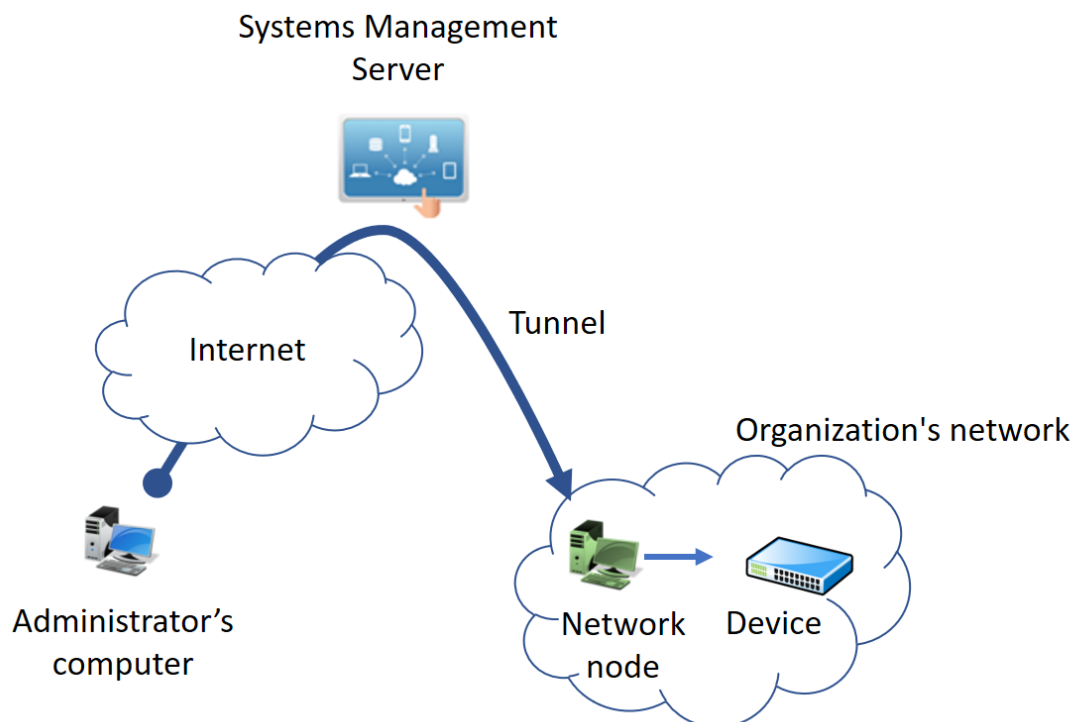 Systems Management
Server
Internet
Tunnel
Organization's network
Administrator’s
computer
Network
node
Device